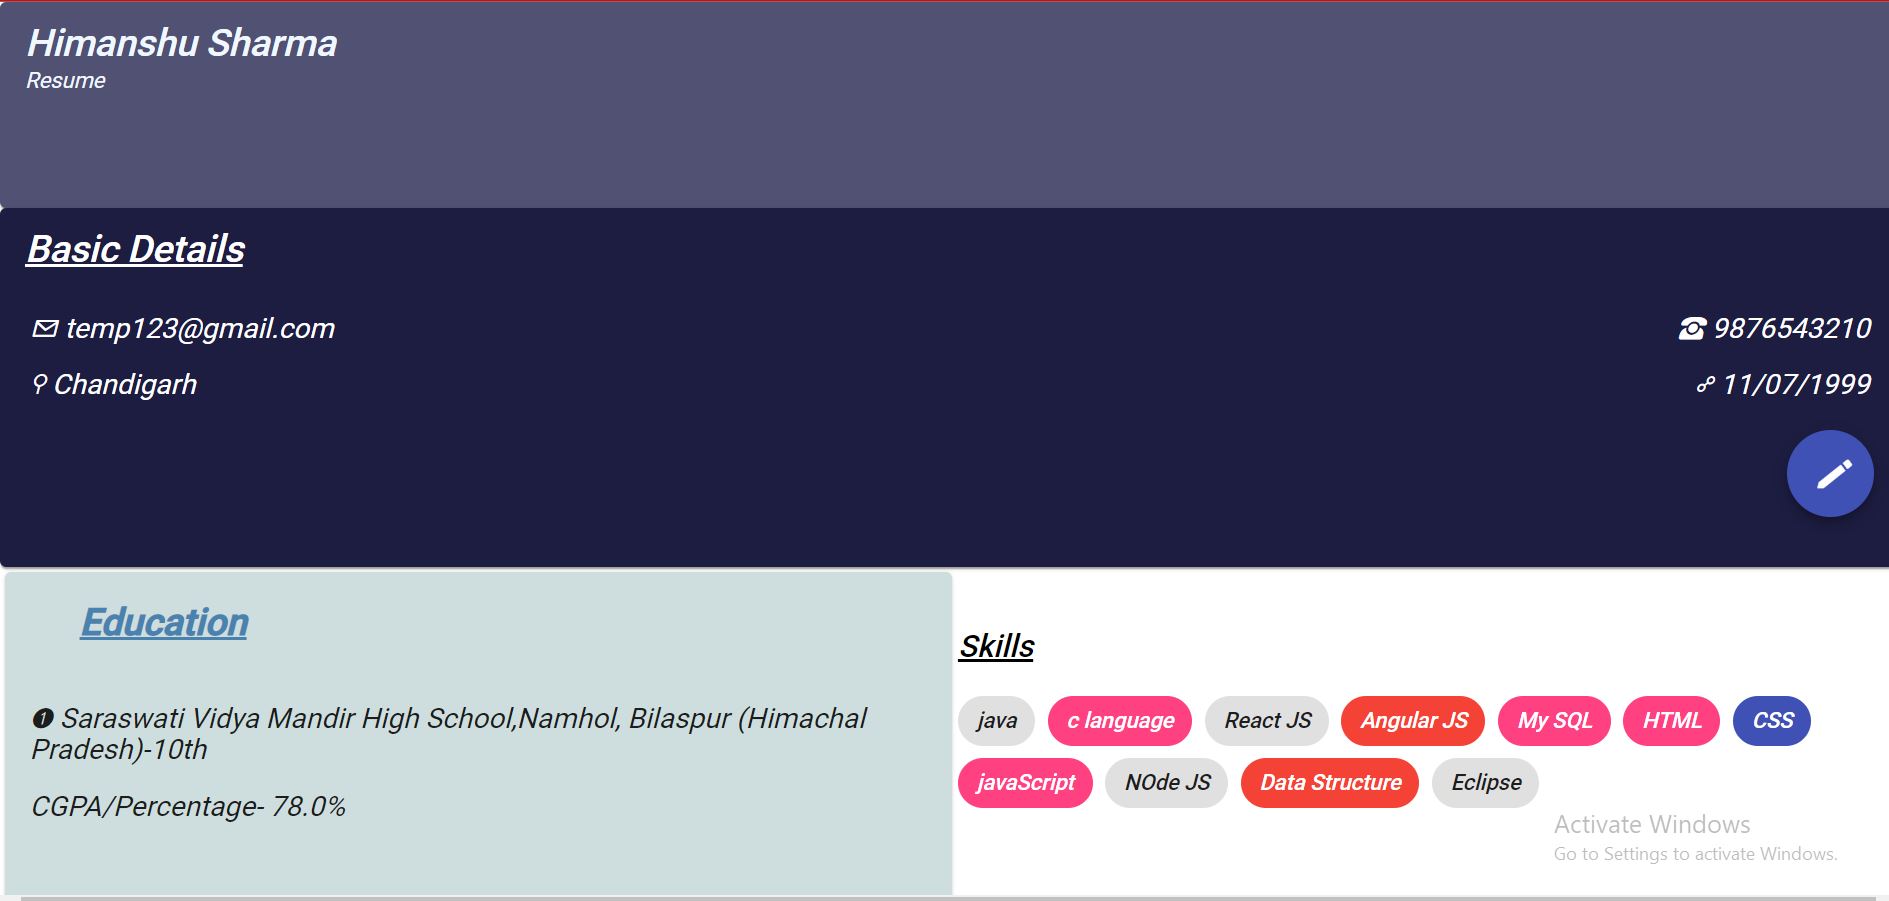 Himanshu Sharma
Resume
Basic Details
✉ temp123@gmail.com
☎ 9876543210
⚲ Chandigarh
☍ 11/07/1999
Education
❶ Saraswati Vidya Mandir High School,Namhol, Bilaspur (Himachal
Pradesh)-10th
CGPA/Percentage- 78.0%
Skills
java c language React JS Angular JS My SQL HTML CSS
javaScript NOde JS Data Structure Eclipse
Activate Windows
Go to Settings to activate Windows.